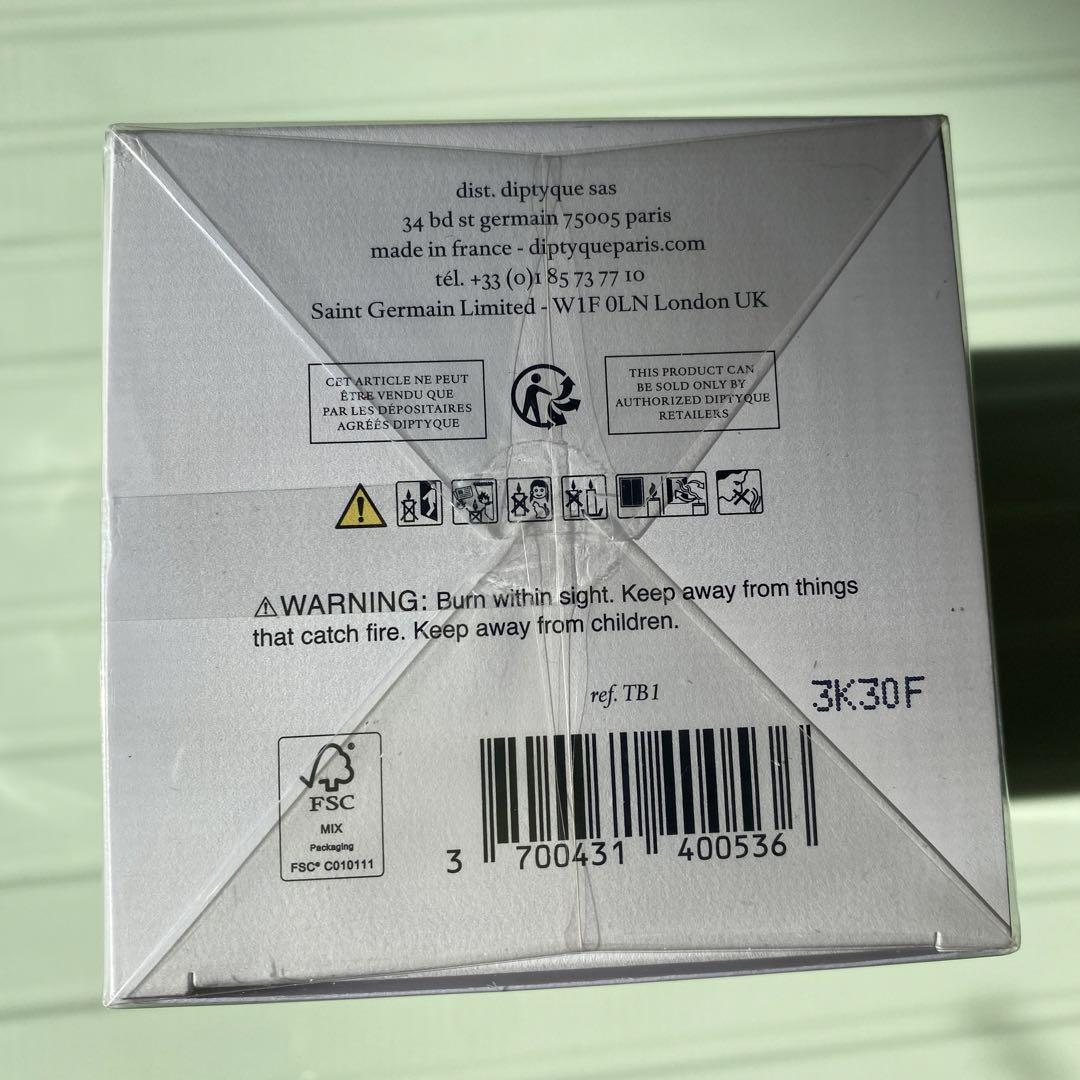 dist. diptyque sas
34 bd st germain 75005 paris
made in france - diptyqueparis.com
tél. +33 (0)1 85 73 77 10
Saint Germain Limited - W1F 0LN London UK
CET ARTICLE NE PEUT
ÊTRE VENDU QUE
PAR LES DÉPOSITAIRES
AGRÉÉS DIPTYQUE
THIS PRODUCT CAN
BE SOLD ONLY BY
AUTHORIZED DIPTYQUE
RETAILERS
⚠WARNING: Burn within sight. Keep away from things
that catch fire. Keep away from children.
ref. TB1
3K30F
FSC
MIX
Packaging
FSC® C010111
3 700431 400536